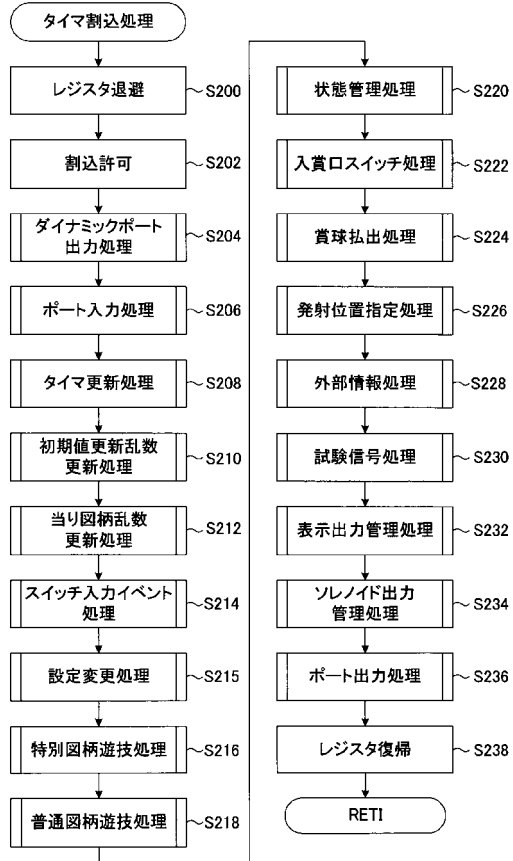 タイマ割込処理
レジスタ退避
S200
割込許可
S202
ダイナミックポート
出力処理
S204
ポート入力処理
S206
タイマ更新処理
S208
初期値更新乱数
更新処理
S210
当り図柄乱数
更新処理
S212
スイッチ入力イベント
処理
S214
設定変更処理
S215
特別図柄遊技処理
S216
普通図柄遊技処理
S218
状態管理処理
S220
入賞口スイッチ処理
S222
賞球払出処理
S224
発射位置指定処理
S226
外部情報処理
S228
試験信号処理
S230
表示出力管理処理
S232
ソレノイド出力
管理処理
S234
ポート出力処理
S236
レジスタ復帰
S238
RETI